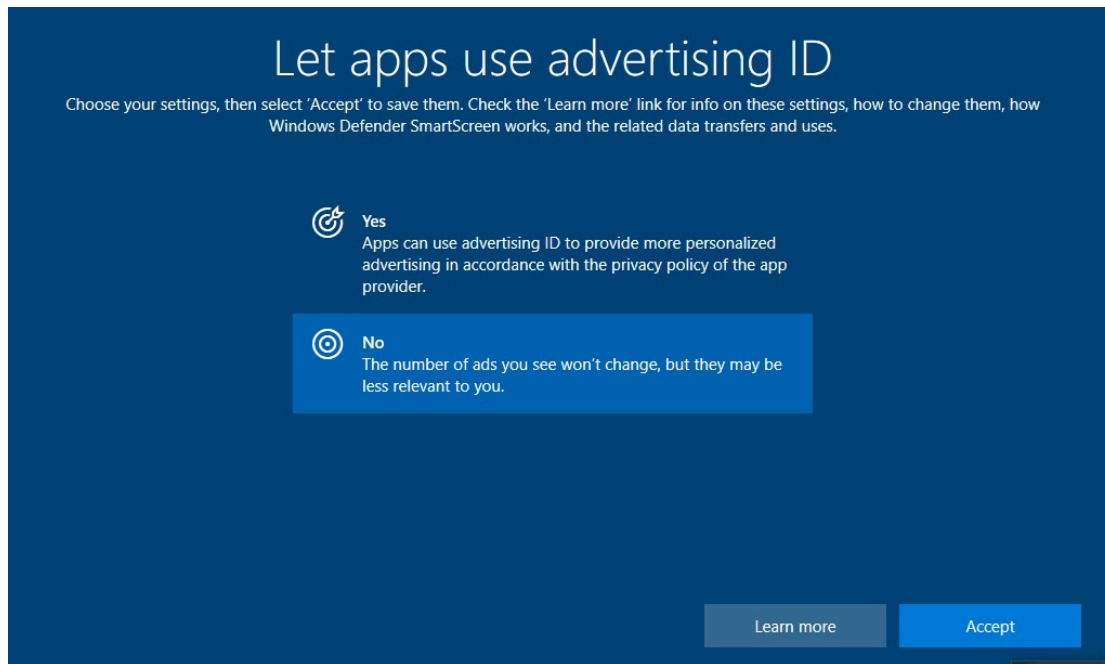 Let apps use advertising ID
Choose your settings, then select ‘Accept’ to save them. Check the ‘Learn more’ link for info on these settings, how to change them, how
Windows Defender SmartScreen works, and the related data transfers and uses.
Yes
Apps can use advertising ID to provide more personalized
advertising in accordance with the privacy policy of the app
provider.
No
The number of ads you see won’t change, but they may be
less relevant to you.
Learn more
Accept